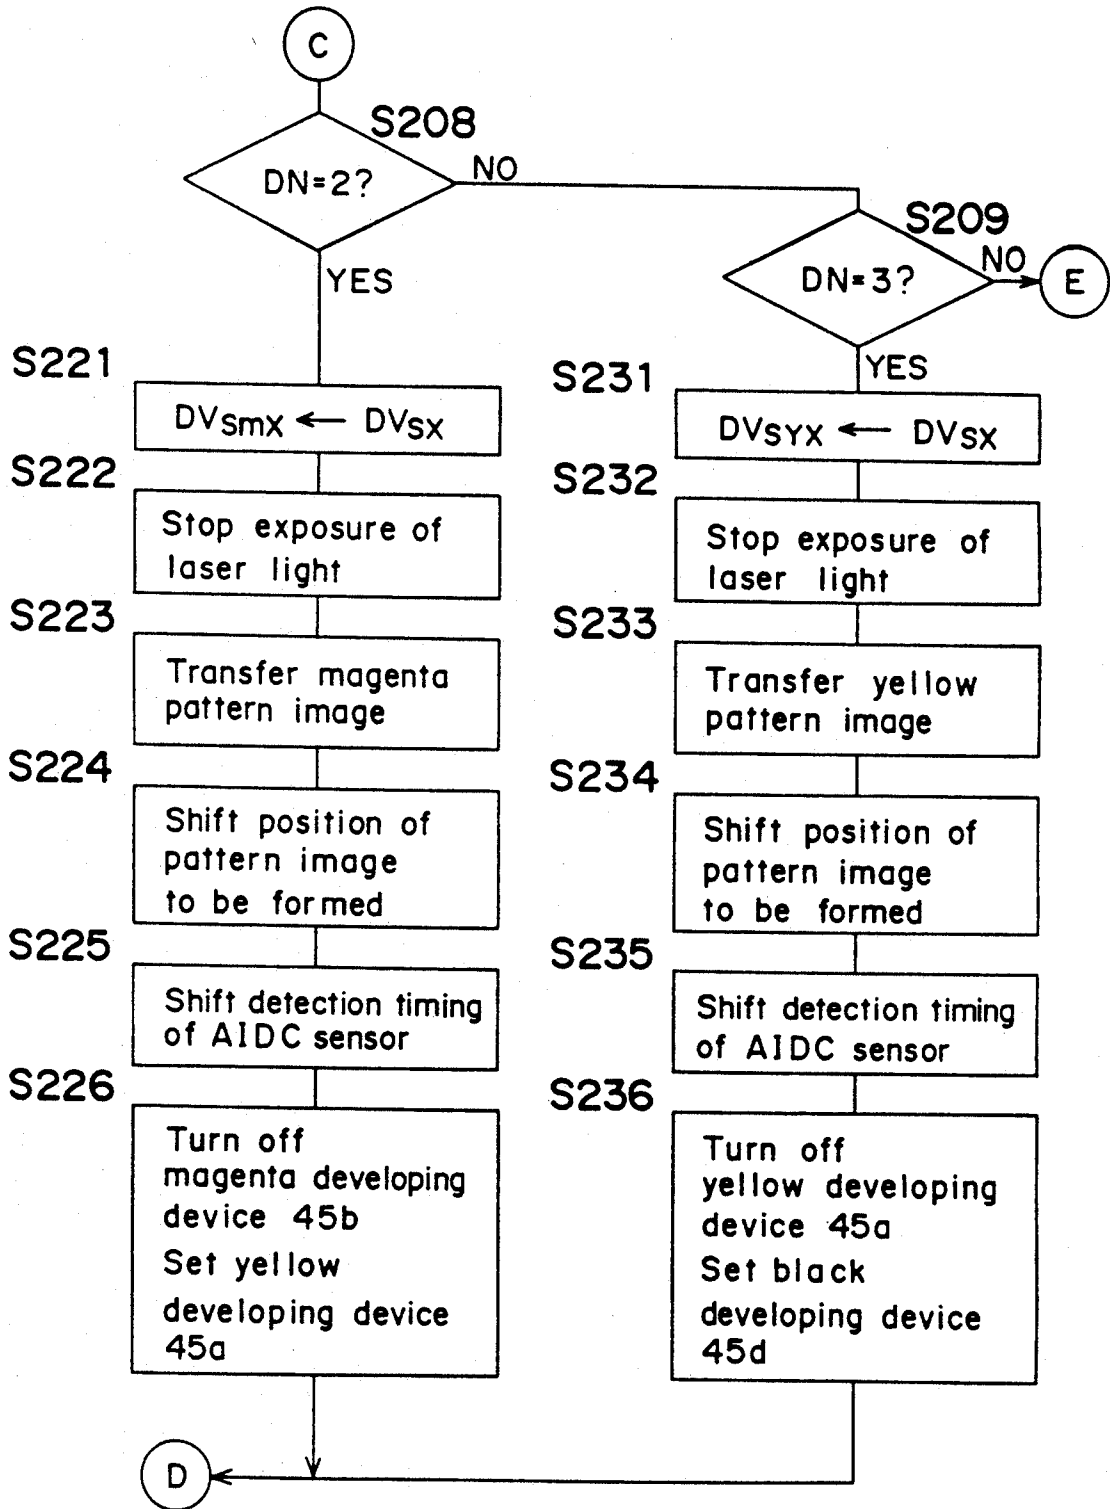 C
S208
DN=2?
NO
YES
S209
DN=3?
NO
E
YES
S221
DVSmX ← DVSX
S222
Stop exposure of
laser light
S223
Transfer magenta
pattern image
S224
Shift position of
pattern image
to be formed
S225
Shift detection timing
of AIDC sensor
S226
Turn off
magenta developing
device 45b
Set yellow
developing device
45a
S231
DVSYX ← DVSX
S232
Stop exposure of
laser light
S233
Transfer yellow
pattern image
S234
Shift position of
pattern image
to be formed
S235
Shift detection timing
of AIDC sensor
S236
Turn off
yellow developing
device 45a
Set black
developing device
45d
D